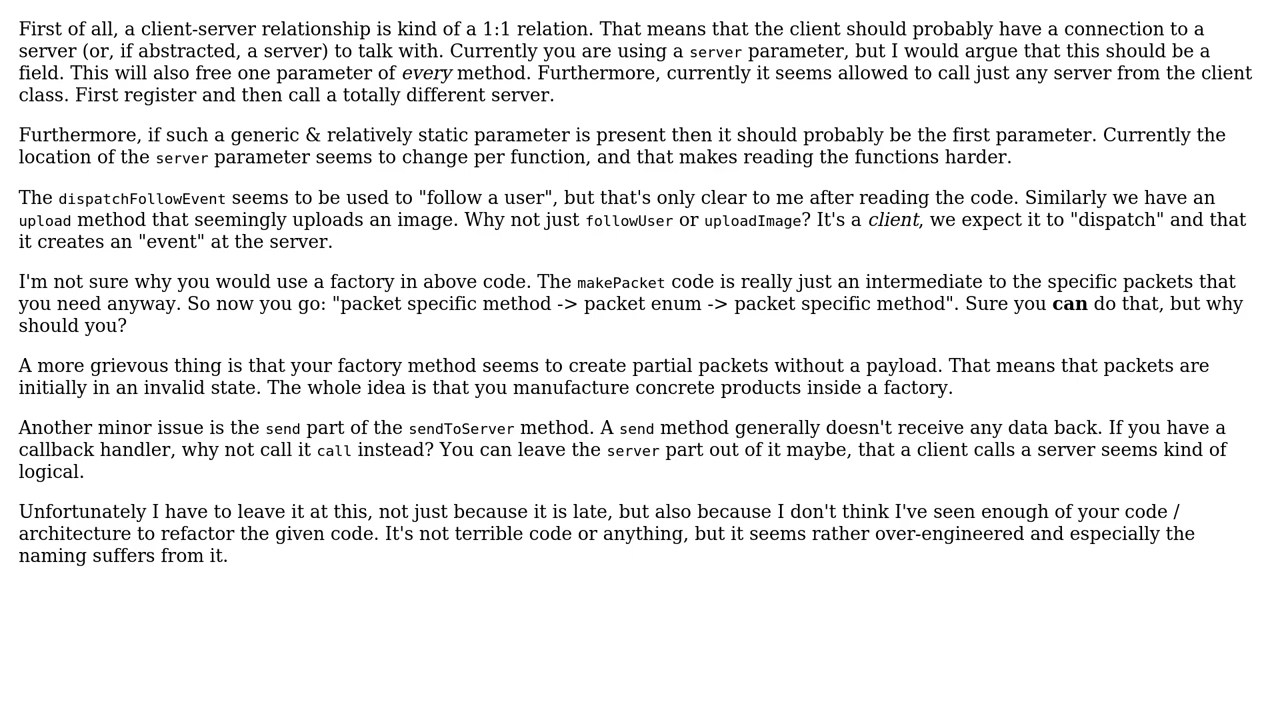 First of all, a client-server relationship is kind of a 1:1 relation. That means that the client should probably have a connection to a
server (or, if abstracted, a server) to talk with. Currently you are using a server parameter, but I would argue that this should be a
field. This will also free one parameter of every method. Furthermore, currently it seems allowed to call just any server from the client
class. First register and then call a totally different server.
Furthermore, if such a generic & relatively static parameter is present then it should probably be the first parameter. Currently the
location of the server parameter seems to change per function, and that makes reading the functions harder.
The dispatchFollowEvent seems to be used to "follow a user", but that's only clear to me after reading the code. Similarly we have an
upload method that seemingly uploads an image. Why not just followUser or uploadImage? It's a client, we expect it to "dispatch" and that
it creates an "event" at the server.
I'm not sure why you would use a factory in above code. The makePacket code is really just an intermediate to the specific packets that
you need anyway. So now you go: "packet specific method -> packet enum -> packet specific method". Sure you can do that, but why
should you?
A more grievous thing is that your factory method seems to create partial packets without a payload. That means that packets are
initially in an invalid state. The whole idea is that you manufacture concrete products inside a factory.
Another minor issue is the send part of the sendToServer method. A send method generally doesn't receive any data back. If you have a
callback handler, why not call it call instead? You can leave the server part out of it maybe, that a client calls a server seems kind of
logical.
Unfortunately I have to leave it at this, not just because it is late, but also because I don't think I've seen enough of your code /
architecture to refactor the given code. It's not terrible code or anything, but it seems rather over-engineered and especially the
naming suffers from it.